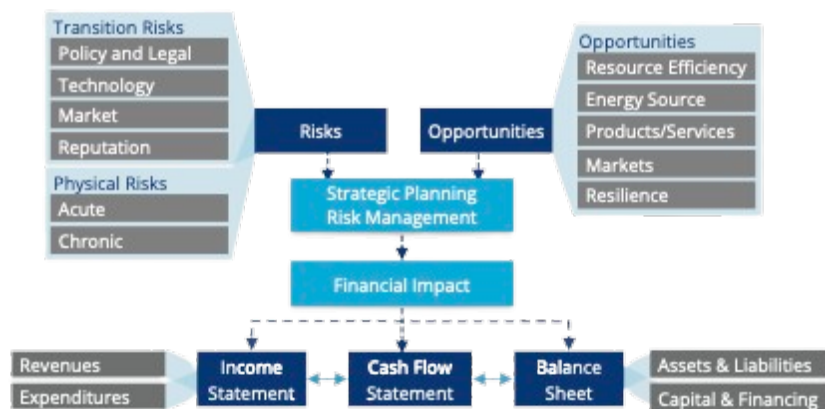 Transition Risks
Policy and Legal
Technology
Market
Reputation
Physical Risks
Acute
Chronic
Risks
Opportunities
Opportunities
Resource Efficiency
Energy Source
Products/Services
Markets
Resilience
Strategic Planning
Risk Management
Financial Impact
Revenues
Expenditures
Income
Statement
Cash Flow
Statement
Balance
Sheet
Assets & Liabilities
Capital & Financing